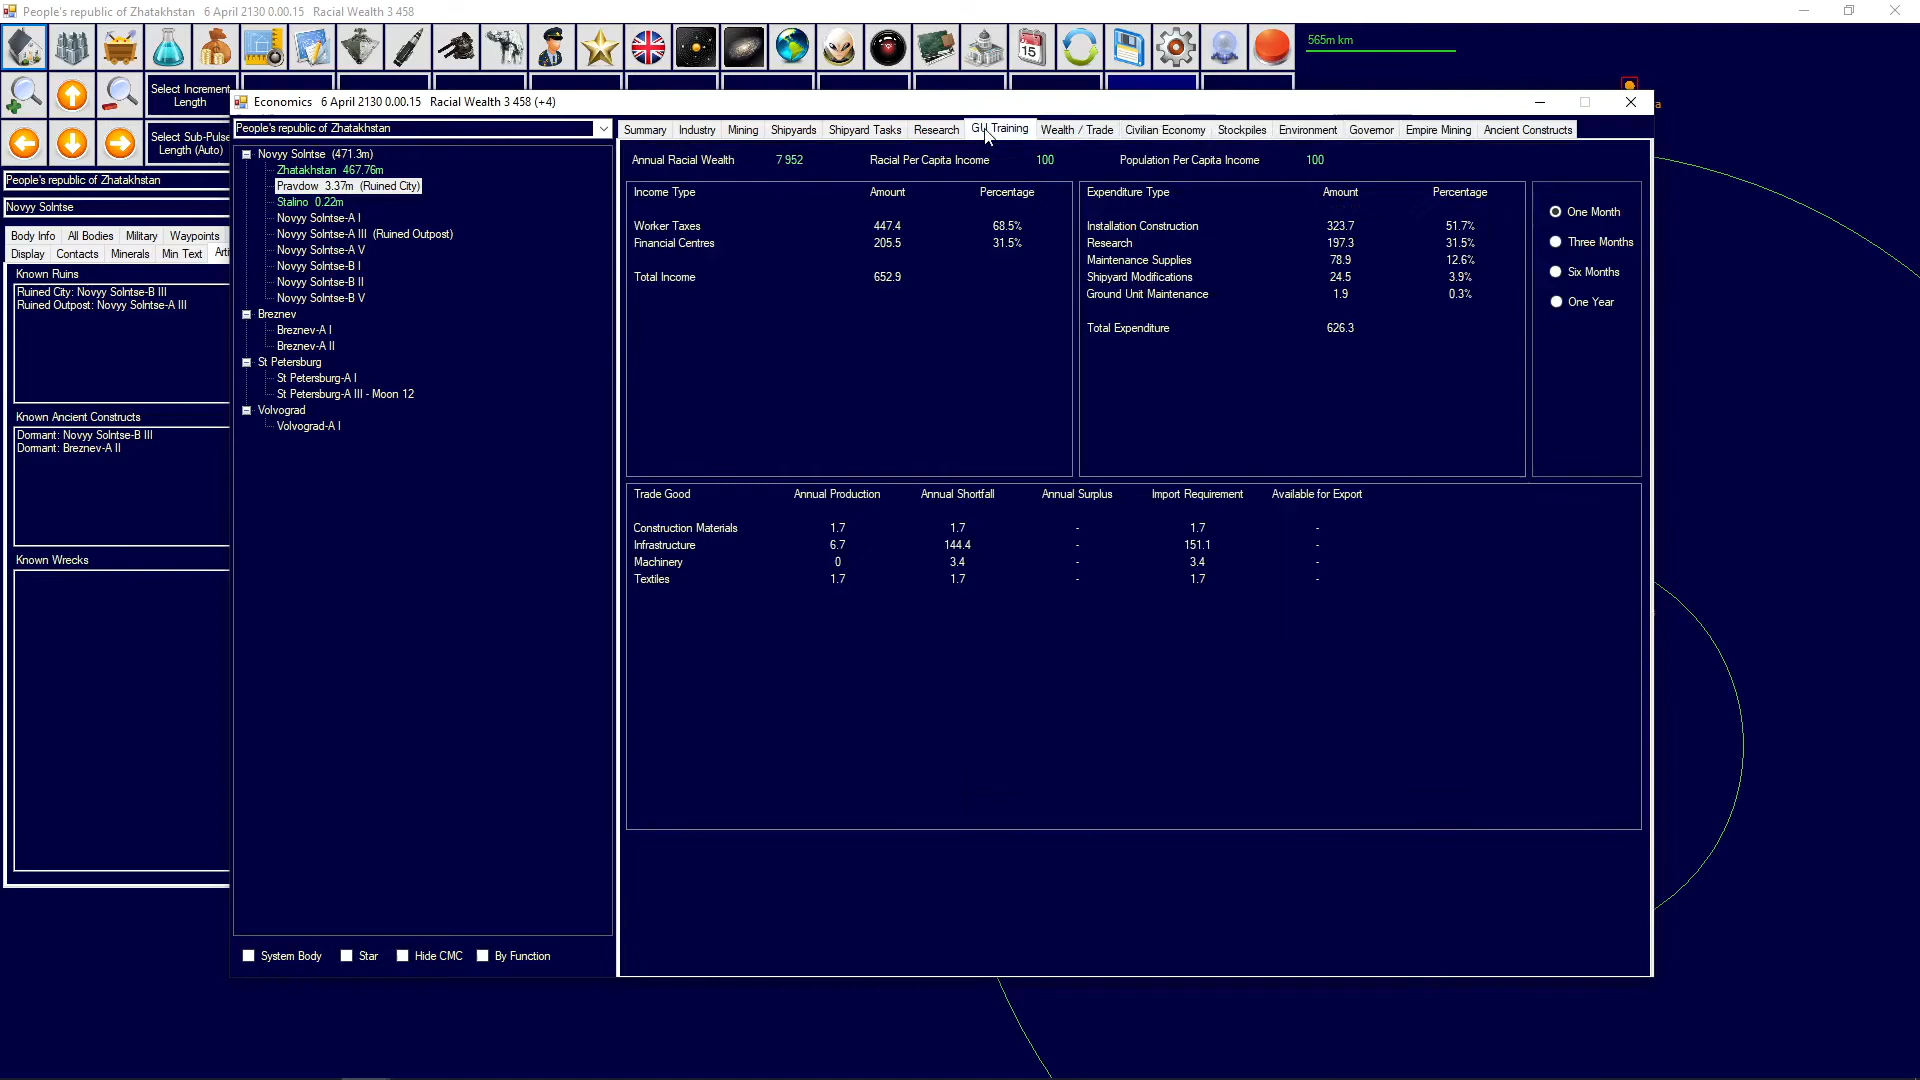 People's republic of Zhatakhstan   6 April 2130 0.00.15   Racial Wealth 3 458
565m km
15
Select Increment
Length
Select Sub-Pulse
Length (Auto)
People's republic of Zhatakhstan
Novyy Solntse
Body Info   All Bodies   Military   Waypoints
Display   Contacts   Minerals   Min Text   Arti
Known Ruins
Ruined City: Novyy Solntse-B III
Ruined Outpost: Novyy Solntse-A III
Known Ancient Constructs
Dormant: Novyy Solntse-B III
Dormant: Breznev-A II
Known Wrecks
Economics   6 April 2130 0.00.15   Racial Wealth 3 458 (+4)
People's republic of Zhatakhstan
Novyy Solntse (471.3m)
Zhatakhstan 467.76m
Pravdow 3.37m (Ruined City)
Stalino 0.22m
Novyy Solntse-A I
Novyy Solntse-A III (Ruined Outpost)
Novyy Solntse-A V
Novyy Solntse-B I
Novyy Solntse-B II
Novyy Solntse-B V
Breznev
Breznev-A I
Breznev-A II
St Petersburg
St Petersburg-A I
St Petersburg-A III - Moon 12
Volvograd
Volvograd-A I
System Body   Star   Hide CMC   By Function
Summary   Industry   Mining   Shipyards   Shipyard Tasks   Research   GU Training   Wealth / Trade   Civilian Economy   Stockpiles   Environment   Governor   Empire Mining   Ancient Constructs
Annual Racial Wealth   7 952   Racial Per Capita Income   100   Population Per Capita Income   100
Income Type   Amount   Percentage
Worker Taxes   447.4   68.5%
Financial Centres   205.5   31.5%
Total Income   652.9
Expenditure Type   Amount   Percentage
Installation Construction   323.7   51.7%
Research   197.3   31.5%
Maintenance Supplies   78.9   12.6%
Shipyard Modifications   24.5   3.9%
Ground Unit Maintenance   1.9   0.3%
Total Expenditure   626.3
One Month
Three Months
Six Months
One Year
Trade Good   Annual Production   Annual Shortfall   Annual Surplus   Import Requirement   Available for Export
Construction Materials   1.7   1.7   -   1.7   -
Infrastructure   6.7   144.4   -   151.1   -
Machinery   0   3.4   -   3.4   -
Textiles   1.7   1.7   -   1.7   -